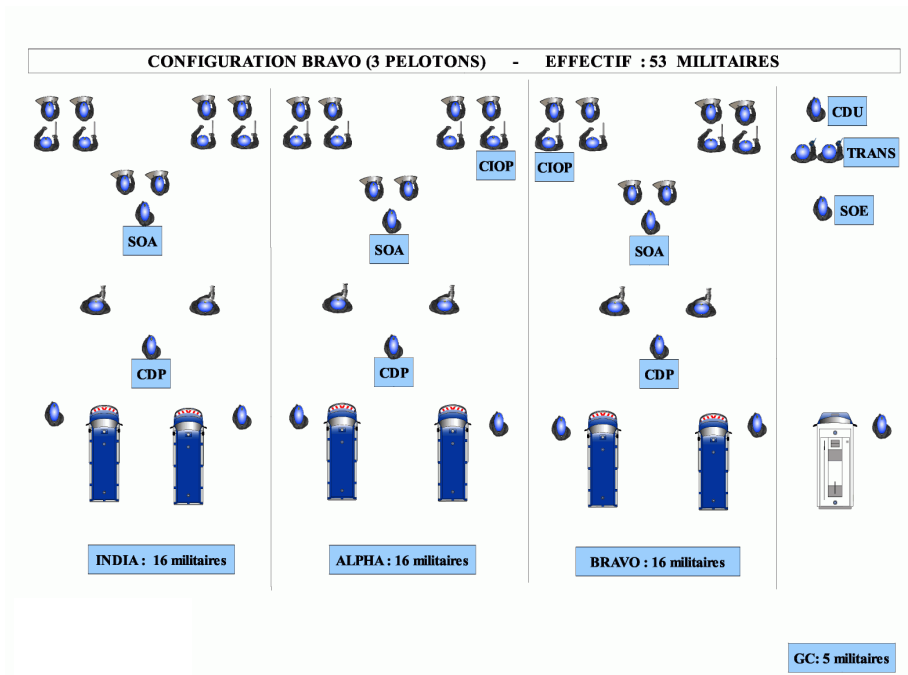 CONFIGURATION BRAVO (3 PELOTONS) - EFFECTIF : 53 MILITAIRES
CDU
TRANS
CIOP
CIOP
SOE
SOA
SOA
SOA
CDP
CDP
CDP
INDIA : 16 militaires
ALPHA : 16 militaires
BRAVO : 16 militaires
GC: 5 militaires